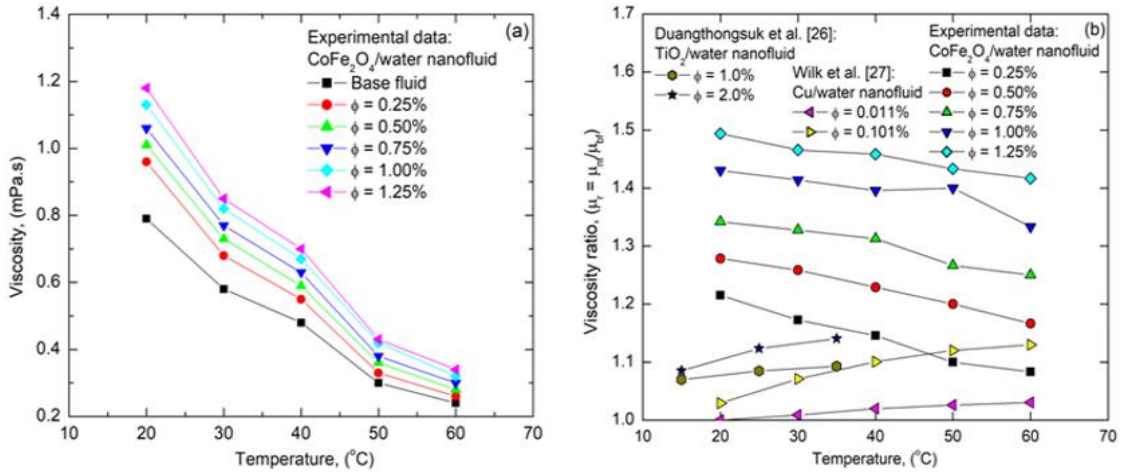 (a)
Experimental data:
CoFe₂O₄/water nanofluid
Base fluid
ϕ = 0.25%
ϕ = 0.50%
ϕ = 0.75%
ϕ = 1.00%
ϕ = 1.25%
Viscosity, (mPa.s)
1.4
1.2
1.0
0.8
0.6
0.4
0.2
10 20 30 40 50 60 70
Temperature, (°C)
(b)
Duangthongsuk et al. [26]:
TiO₂/water nanofluid
ϕ = 1.0%
ϕ = 2.0%
Wilk et al. [27]:
Cu/water nanofluid
ϕ = 0.011%
ϕ = 0.101%
Experimental data:
CoFe₂O₄/water nanofluid
ϕ = 0.25%
ϕ = 0.50%
ϕ = 0.75%
ϕ = 1.00%
ϕ = 1.25%
Viscosity ratio, (μᵣ = μₙf/μbf)
1.7
1.6
1.5
1.4
1.3
1.2
1.1
1.0
10 20 30 40 50 60 70
Temperature, (°C)